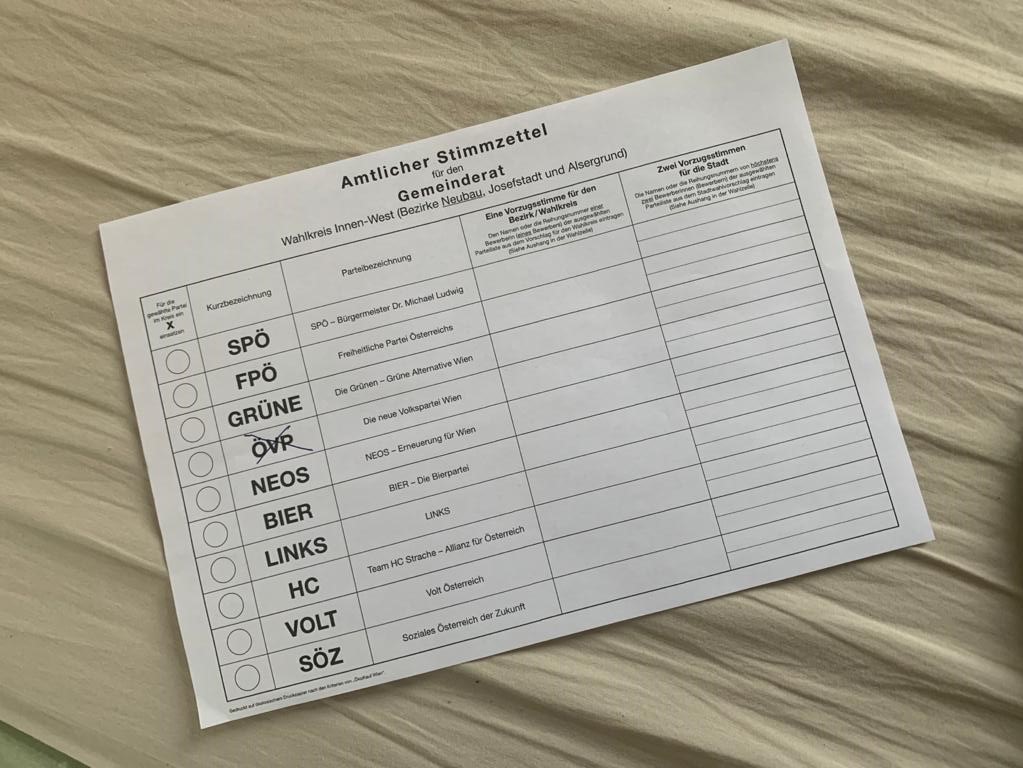 Amtlicher Stimmzettel
für den
Gemeinderat
Wahlkreis Innen-West (Bezirke Neubau, Josefstadt und Alsergrund)
Für die
gewählte Partei
im Kreis ein
X
einsetzen
Kurzbezeichnung
Parteibezeichnung
Eine Vorzugsstimme für den
Bezirk/Wahlkreis
Den Namen oder die Reihungsnummer einer
Bewerberin (eines Bewerbers) der ausgewählten
Parteiliste aus dem Vorschlag für den Wahlkreis eintragen
(Siehe Aushang in der Wahlzelle)
Zwei Vorzugsstimmen
für die Stadt
Die Namen oder die Reihungsnummern von höchstens
zwei Bewerberinnen (Bewerbern) der ausgewählten
Parteiliste aus dem Stadtwahlvorschlag eintragen
(Siehe Aushang in der Wahlzelle)
SPÖ SPÖ – Bürgermeister Dr. Michael Ludwig
FPÖ Freiheitliche Partei Österreichs
GRÜNE Die Grünen – Grüne Alternative Wien
ÖVP Die neue Volkspartei Wien
NEOS NEOS – Erneuerung für Wien
BIER BIER – Die Bierpartei
LINKS LINKS
HC Team HC Strache – Allianz für Österreich
VOLT Volt Österreich
SÖZ Soziales Österreich der Zukunft
Gedruckt auf ökologischem Druckpapier nach den Kriterien von „ÖkoKauf Wien“.